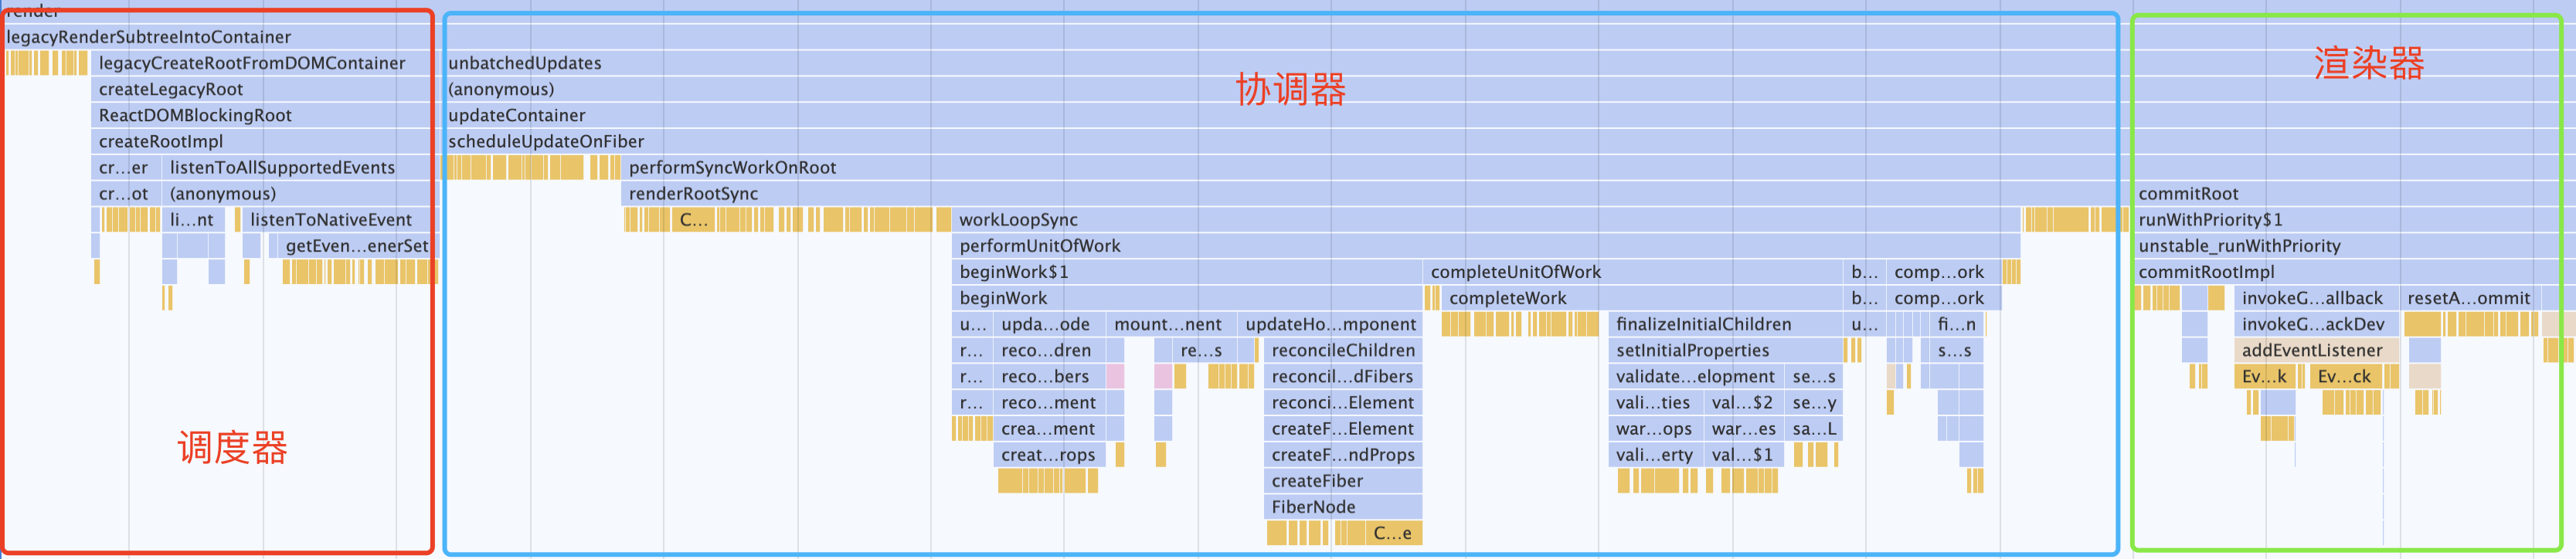 render
legacyRenderSubtreeIntoContainer
legacyCreateRootFromDOMContainer unbatchedUpdates 渲染器
createLegacyRoot (anonymous) 协调器
ReactDOMBlockingRoot updateContainer
createRootImpl scheduleUpdateOnFiber
cr...er listenToAllSupportedEvents performSyncWorkOnRoot
cr...ot (anonymous) renderRootSync commitRoot
li...nt listenToNativeEvent C... workLoopSync runWithPriority$1
getEven...enerSet performUnitOfWork unstable_runWithPriority
beginWork$1 completeUnitOfWork b... comp...ork commitRootImpl
beginWork completeWork b... comp...ork invokeG...allback resetA...ommit
u... upda...ode mount...nent updateHo...mponent finalizeInitialChildren u... fi...n invokeG...ackDev
r... reco...dren re...s reconcileChildren setInitialProperties s...s addEventListener
r... reco...bers reconcil...dFibers validate...elopment se...s Ev...k Ev...ck
r... reco...ment reconci...Element vali...ties val...$2 se...y
调度器 crea...ment createF...Element war...ops war...es sa...L
creat...rops createF...ndProps vali...erty val...$1
createFiber
FiberNode
C...e